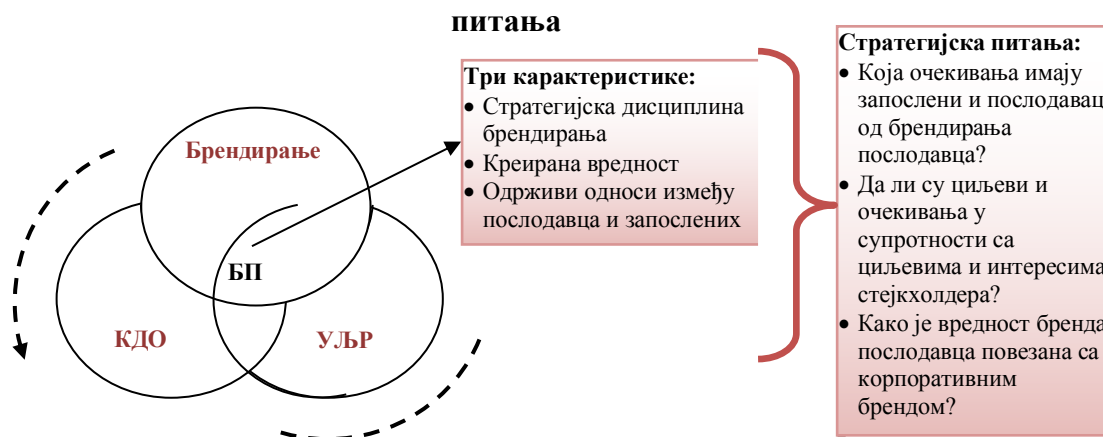 питања
Брендирање
БП
КДО
УЉР
Три карактеристике:
• Стратегијска дисциплина
брендирања
• Креирана вредност
• Одрживи односи између
послодавца и запослених
Стратегијска питања:
• Која очекивања имају
запослени и послодавац
од брендирања
послодавца?
• Да ли су циљеви и
очекивања у
супротности са
циљевима и интересима
стејкхолдера?
• Како је вредност бренда
послодавца повезана са
корпоративним
брендом?